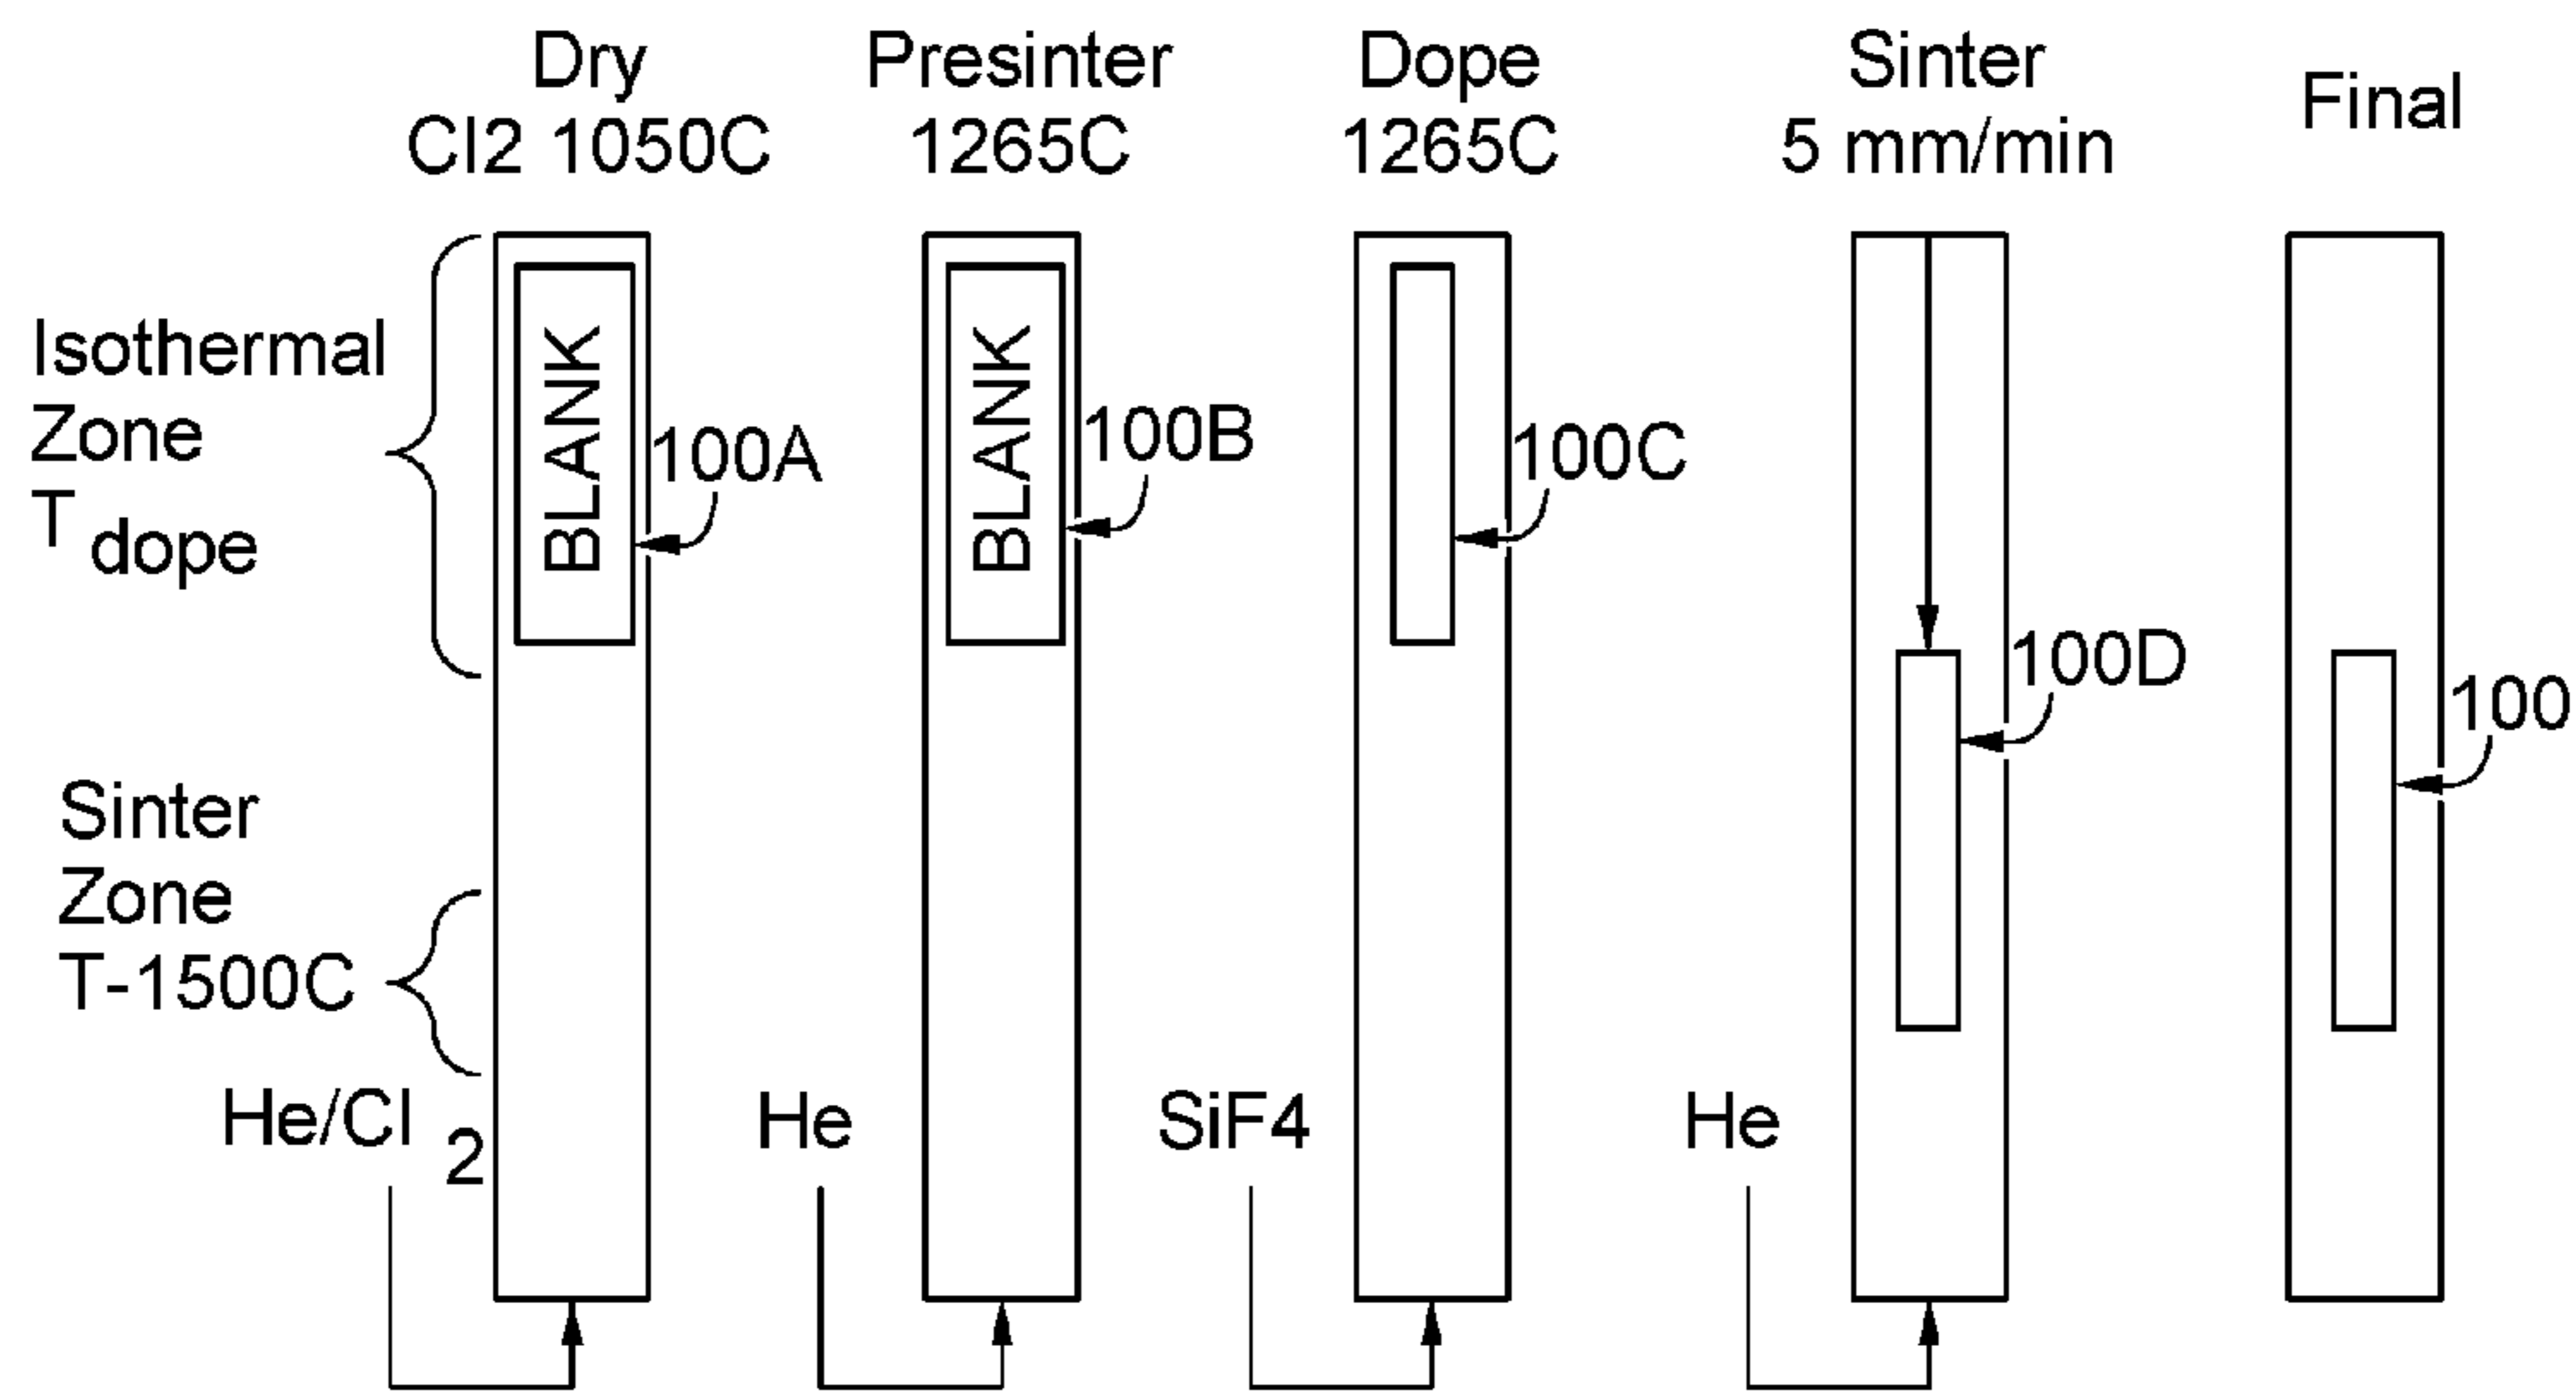 Dry
Cl2 1050C
Presinter
1265C
Dope
1265C
Sinter
5 mm/min
Final
Isothermal
Zone
T dope
BLANK
100A
BLANK
100B
100C
100D
100
Sinter
Zone
T-1500C
He/Cl 2
He
SiF4
He